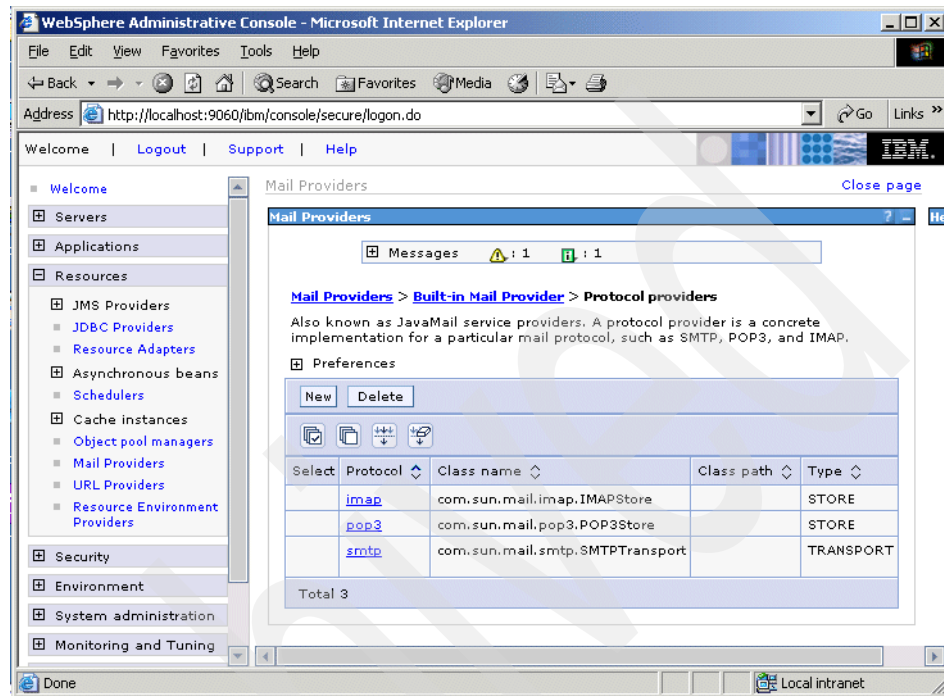 WebSphere Administrative Console - Microsoft Internet Explorer
File Edit View Favorites Tools Help
Back Search Favorites Media
Address http://localhost:9060/ibm/console/secure/logon.do Go Links »
Welcome | Logout | Support | Help IBM.
Welcome
Servers
Applications
Resources
JMS Providers
JDBC Providers
Resource Adapters
Asynchronous beans
Schedulers
Cache instances
Object pool managers
Mail Providers
URL Providers
Resource Environment
Providers
Security
Environment
System administration
Monitoring and Tuning
Mail Providers Close page
Mail Providers ? He
Messages : 1 : 1
Mail Providers > Built-in Mail Provider > Protocol providers
Also known as JavaMail service providers. A protocol provider is a concrete
implementation for a particular mail protocol, such as SMTP, POP3, and IMAP.
Preferences
New Delete
Select Protocol Class name Class path Type
imap com.sun.mail.imap.IMAPStore STORE
pop3 com.sun.mail.pop3.POP3Store STORE
smtp com.sun.mail.smtp.SMTPTransport TRANSPORT
Total 3
Done Local intranet